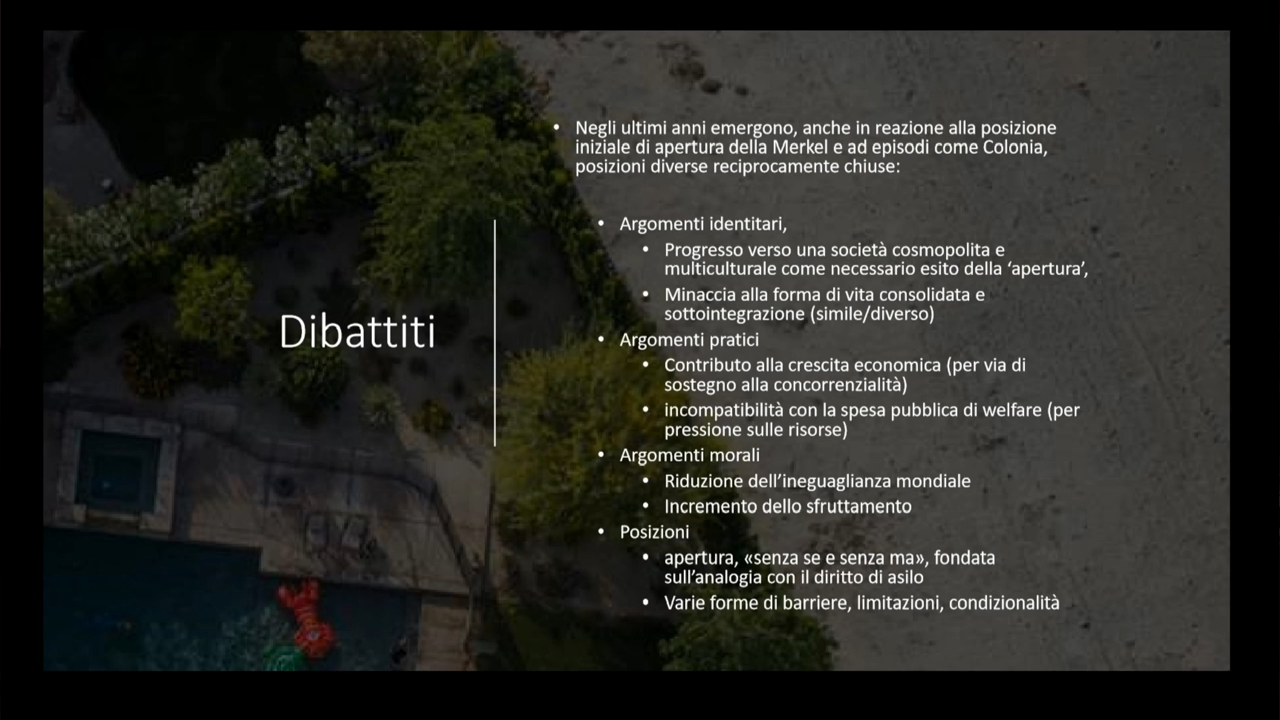 Dibattiti
• Negli ultimi anni emergono, anche in reazione alla posizione
iniziale di apertura della Merkel e ad episodi come Colonia,
posizioni diverse reciprocamente chiuse:
• Argomenti identitari,
• Progresso verso una società cosmopolita e
multiculturale come necessario esito della ‘apertura’,
• Minaccia alla forma di vita consolidata e
sottointegrazione (simile/diverso)
• Argomenti pratici
• Contributo alla crescita economica (per via di
sostegno alla concorrenzialità)
• incompatibilità con la spesa pubblica di welfare (per
pressione sulle risorse)
• Argomenti morali
• Riduzione dell’ineguaglianza mondiale
• Incremento dello sfruttamento
• Posizioni
• apertura, «senza se e senza ma», fondata
sull’analogia con il diritto di asilo
• Varie forme di barriere, limitazioni, condizionalità